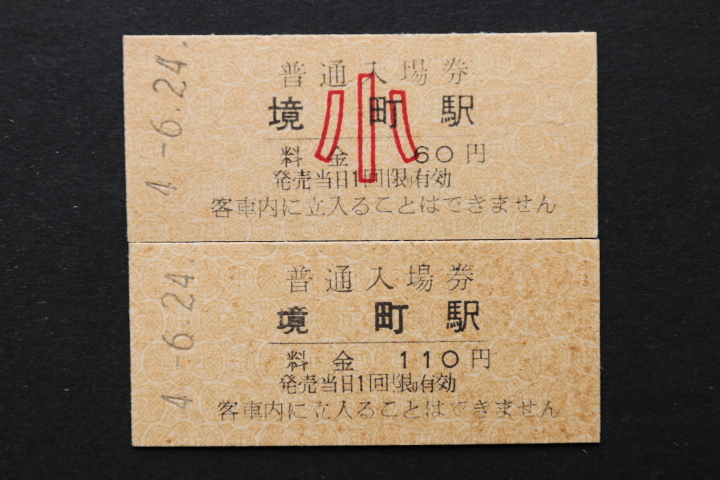 4.-6.24.
普通入場券
小
境町駅
料金 60円
発売当日1回限り有効
客車内に立入ることはできません
4.-6.24.
普通入場券
境町駅
料金 110円
発売当日1回限り有効
客車内に立入ることはできません